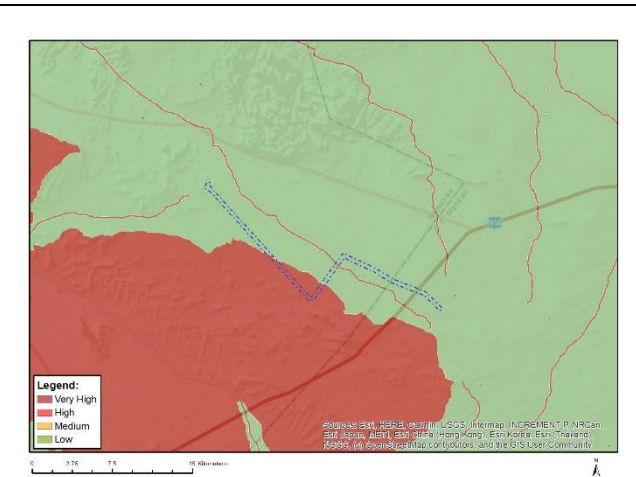 Legend:
Very High
High
Medium
Low
Sources: Esri, HERE, Garmin, USGS, Intermap, INCREMENT P, NRCan,
Esri Japan, METI, Esri China (Hong Kong), Esri Korea, Esri (Thailand),
NGCC, (c) OpenStreetMap contributors, and the GIS User Community
0 3.75 7.5 15 Kilometers
N